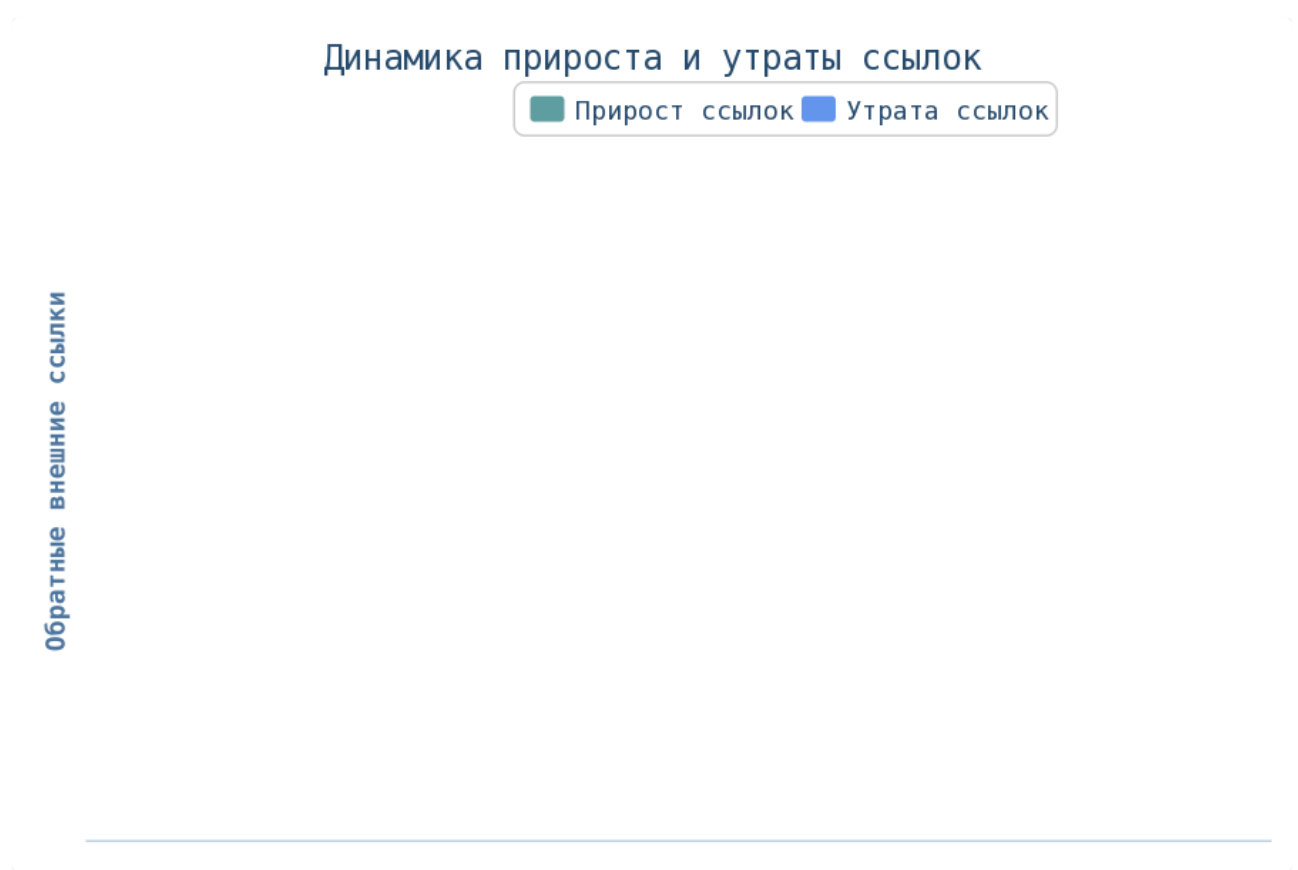 Динамика прироста и утраты ссылок
Прирост ссылок
Утрата ссылок
Обратные внешние ссылки